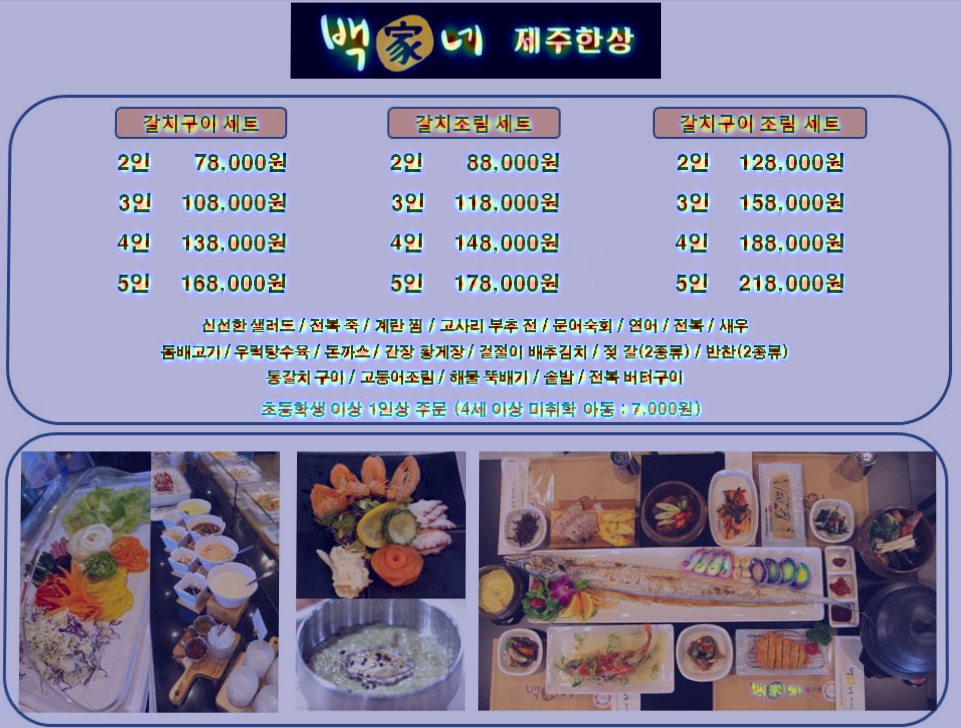 백家네 제주한상
갈치구이 세트 갈치조림 세트 갈치구이 조림 세트
2인 78,000원 2인 88,000원 2인 128,000원
3인 108,000원 3인 118,000원 3인 158,000원
4인 138,000원 4인 148,000원 4인 188,000원
5인 168,000원 5인 178,000원 5인 218,000원
신선한 샐러드 / 전복 죽 / 계란 찜 / 고사리 부추 전 / 문어숙회 / 연어 / 전복 / 새우
돔배고기 / 우럭탕수육 / 돈까스 / 간장 황게장 / 겉절이 배추김치 / 젓 갈(2종류) / 반찬(2종류)
통갈치 구이 / 고등어조림 / 해물 뚝배기 / 솥밥 / 전복 버터구이
초등학생 이상 1인상 주문 (4세 이상 미취학 아동 : 7,000원)
백家네